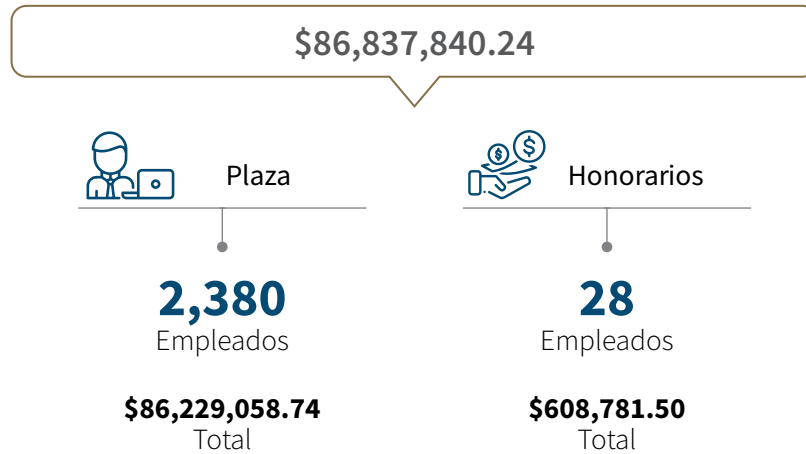 $86,837,840.24
Plaza
Honorarios
2,380
Empleados
28
Empleados
$86,229,058.74
Total
$608,781.50
Total